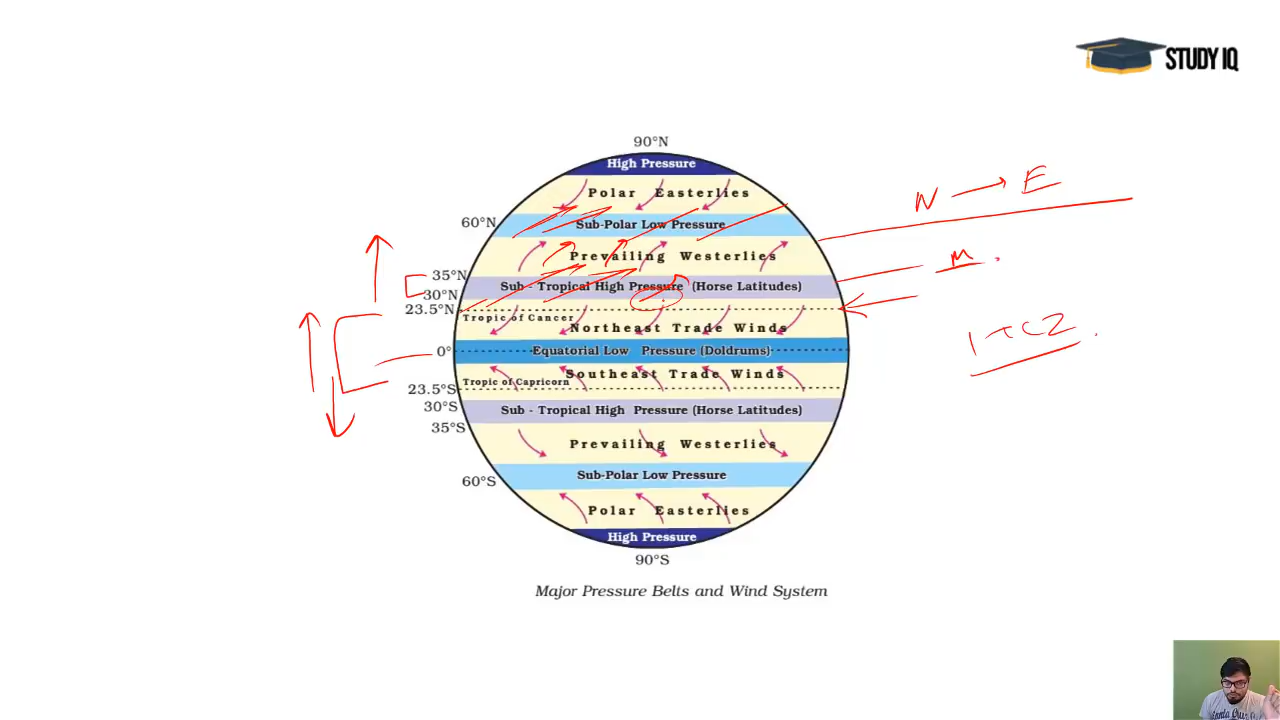 STUDY IQ
90°N
High Pressure
Polar Easterlies
N → E
60°N
Sub-Polar Low Pressure
Prevailing Westerlies
M
35°N
Sub - Tropical High Pressure (Horse Latitudes)
30°N
23.5°N
Tropic of Cancer
Northeast Trade Winds
ITCZ
0°
Equatorial Low Pressure (Doldrums)
Southeast Trade Winds
Tropic of Capricorn
23.5°S
30°S
Sub - Tropical High Pressure (Horse Latitudes)
35°S
Prevailing Westerlies
Sub-Polar Low Pressure
60°S
Polar Easterlies
High Pressure
90°S
Major Pressure Belts and Wind System